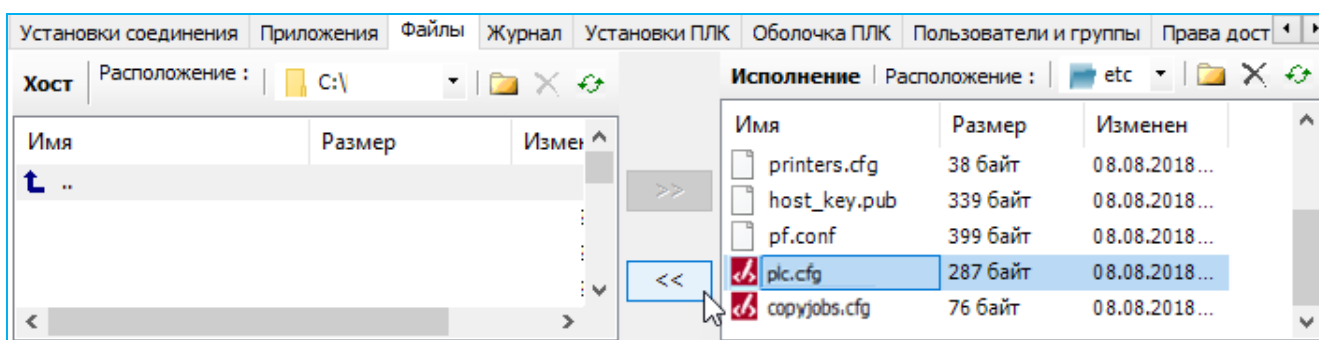 Установки соединения Приложения Файлы Журнал Установки ПЛК Оболочка ПЛК Пользователи и группы Права дост
Хост Расположение : C:\ Исполнение Расположение : etc
Имя Размер Измен Имя Размер Изменен
.. printers.cfg 38 байт 08.08.2018...
>> host_key.pub 339 байт 08.08.2018...
pf.conf 399 байт 08.08.2018...
<< plc.cfg 287 байт 08.08.2018...
copyjobs.cfg 76 байт 08.08.2018...